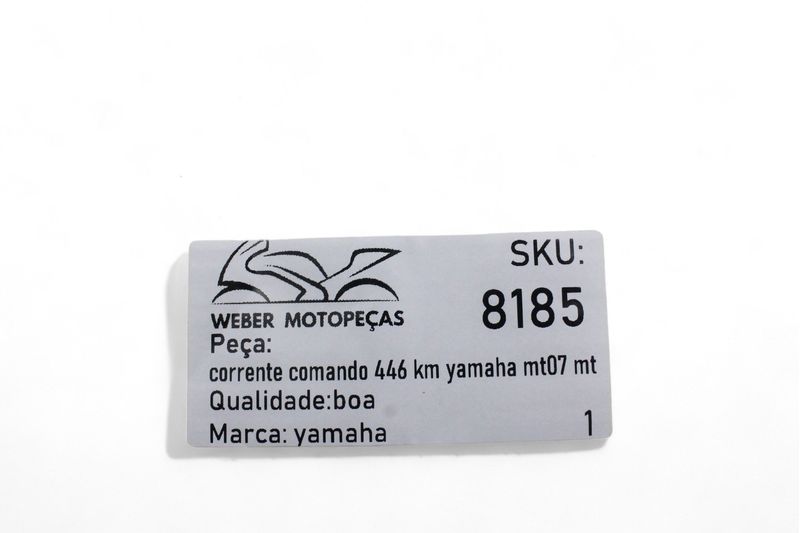 SKU:
8185
WEBER MOTOPEÇAS
Peça:
corrente comando 446 km yamaha mt07 mt
Qualidade:boa
Marca: yamaha
1